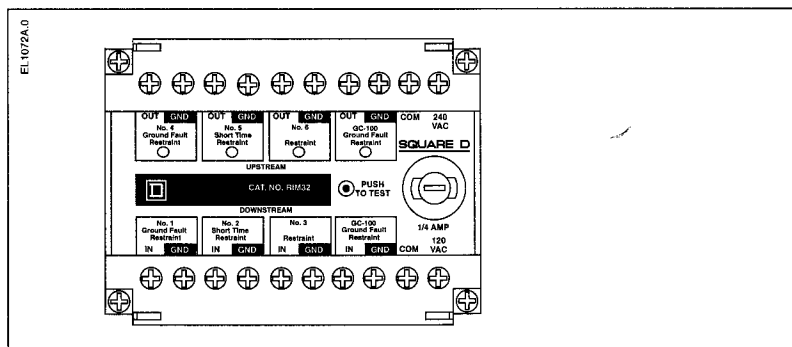 EL1072A.0
OUT GND OUT GND OUT GND OUT GND COM 240 VAC
No. 4 Ground Fault Restraint
No. 5 Short Time Restraint
No. 6 Restraint
GC-100 Ground Fault Restraint
SQUARE D
UPSTREAM
D CAT. NO. RIM32
PUSH TO TEST
DOWNSTREAM
1/4 AMP
No. 1 Ground Fault Restraint
No. 2 Short Time Restraint
No. 3 Restraint
GC-100 Ground Fault Restraint
IN GND IN GND IN GND IN GND COM 120 VAC